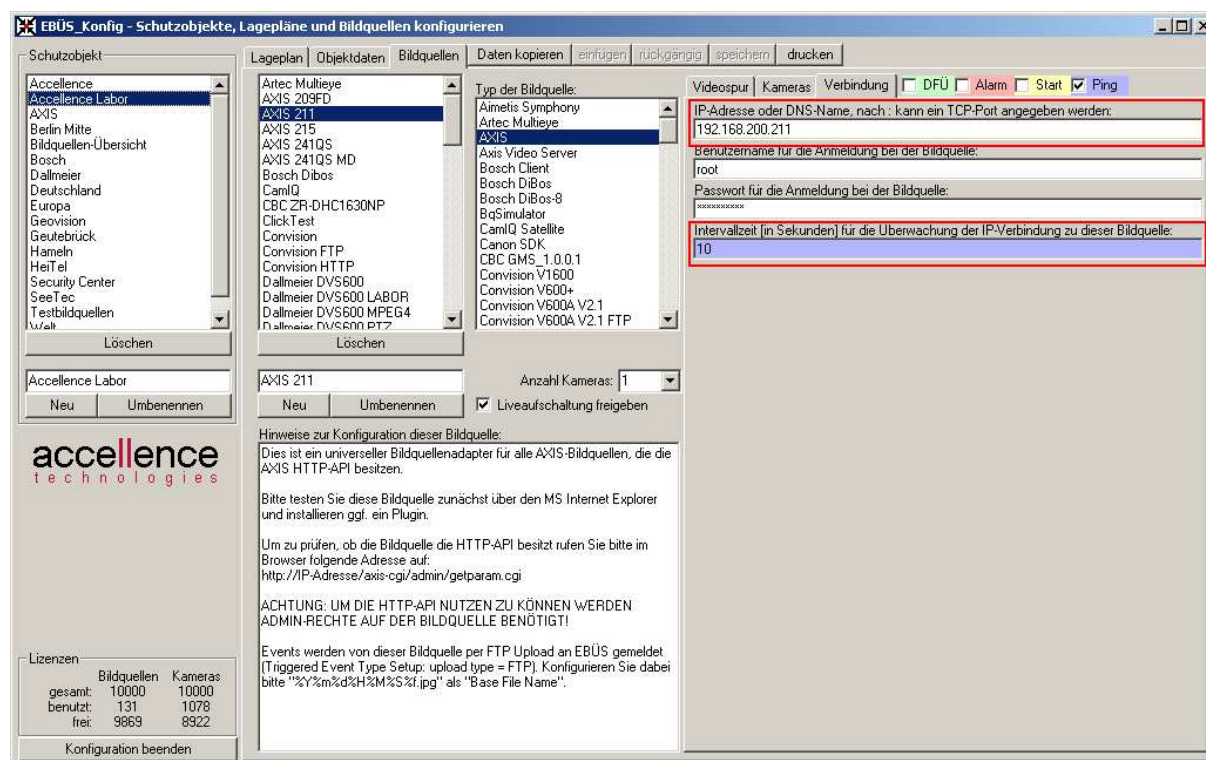 EBÜS_Konfig - Schutzobjekte, Lagepläne und Bildquellen konfigurieren
Schutzobjekt
Accellence
Accellence Labor
AXIS
Berlin Mitte
Bildquellen-Übersicht
Bosch
Dallmeier
Deutschland
Europa
Geovision
Geutebrück
Hameln
HeiTel
Security Center
SeeTec
Testbildquellen
Welt
Löschen
Accellence Labor
Neu Umbenennen
accellence
technologies
Lizenzen
Bildquellen Kameras
gesamt: 10000 10000
benutzt: 131 1078
frei: 9869 8922
Konfiguration beenden
Lageplan Objektdaten Bildquellen Daten kopieren einfügen rückgängig speichern drucken
Artec Multieye
AXIS 209FD
AXIS 211
AXIS 215
AXIS 241QS
AXIS 241QS MD
Bosch Dibos
CamIQ
CBC ZR-DHC1630NP
ClickTest
Convision
Convision FTP
Convision HTTP
Dallmeier DVS600
Dallmeier DVS600 LABOR
Dallmeier DVS600 MPEG4
Dallmeier DVS600 PTZ
Löschen
AXIS 211
Neu Umbenennen
Typ der Bildquelle:
Aimetis Symphony
Artec Multieye
AXIS
Axis Video Server
Bosch Client
Bosch DiBos
Bosch DiBos-8
BqSimulator
CamIQ Satellite
Canon SDK
CBC GMS_1.0.0.1
Convision V1600
Convision V600+
Convision V600A V2.1
Convision V600A V2.1 FTP
Anzahl Kameras: 1
Liveaufschaltung freigeben
Hinweise zur Konfiguration dieser Bildquelle:
Dies ist ein universeller Bildquellenadapter für alle AXIS-Bildquellen, die die
AXIS HTTP-API besitzen.
Bitte testen Sie diese Bildquelle zunächst über den MS Internet Explorer
und installieren ggf. ein Plugin.
Um zu prüfen, ob die Bildquelle die HTTP-API besitzt rufen Sie bitte im
Browser folgende Adresse auf:
http://IP-Adresse/axis-cgi/admin/getparam.cgi
ACHTUNG: UM DIE HTTP-API NUTZEN ZU KÖNNEN WERDEN
ADMIN-RECHTE AUF DER BILDQUELLE BENÖTIGT!
Events werden von dieser Bildquelle per FTP Upload an EBÜS gemeldet
(Triggered Event Type Setup: upload type = FTP). Konfigurieren Sie dabei
bitte "%Y%m%d%H%M%S%f.jpg" als "Base File Name".
Videospur Kameras Verbindung DFÜ Alarm Start Ping
IP-Adresse oder DNS-Name, nach : kann ein TCP-Port angegeben werden:
192.168.200.211
Benutzername für die Anmeldung bei der Bildquelle:
root
Passwort für die Anmeldung bei der Bildquelle:
**********
Intervallzeit [in Sekunden] für die Überwachung der IP-Verbindung zu dieser Bildquelle:
10